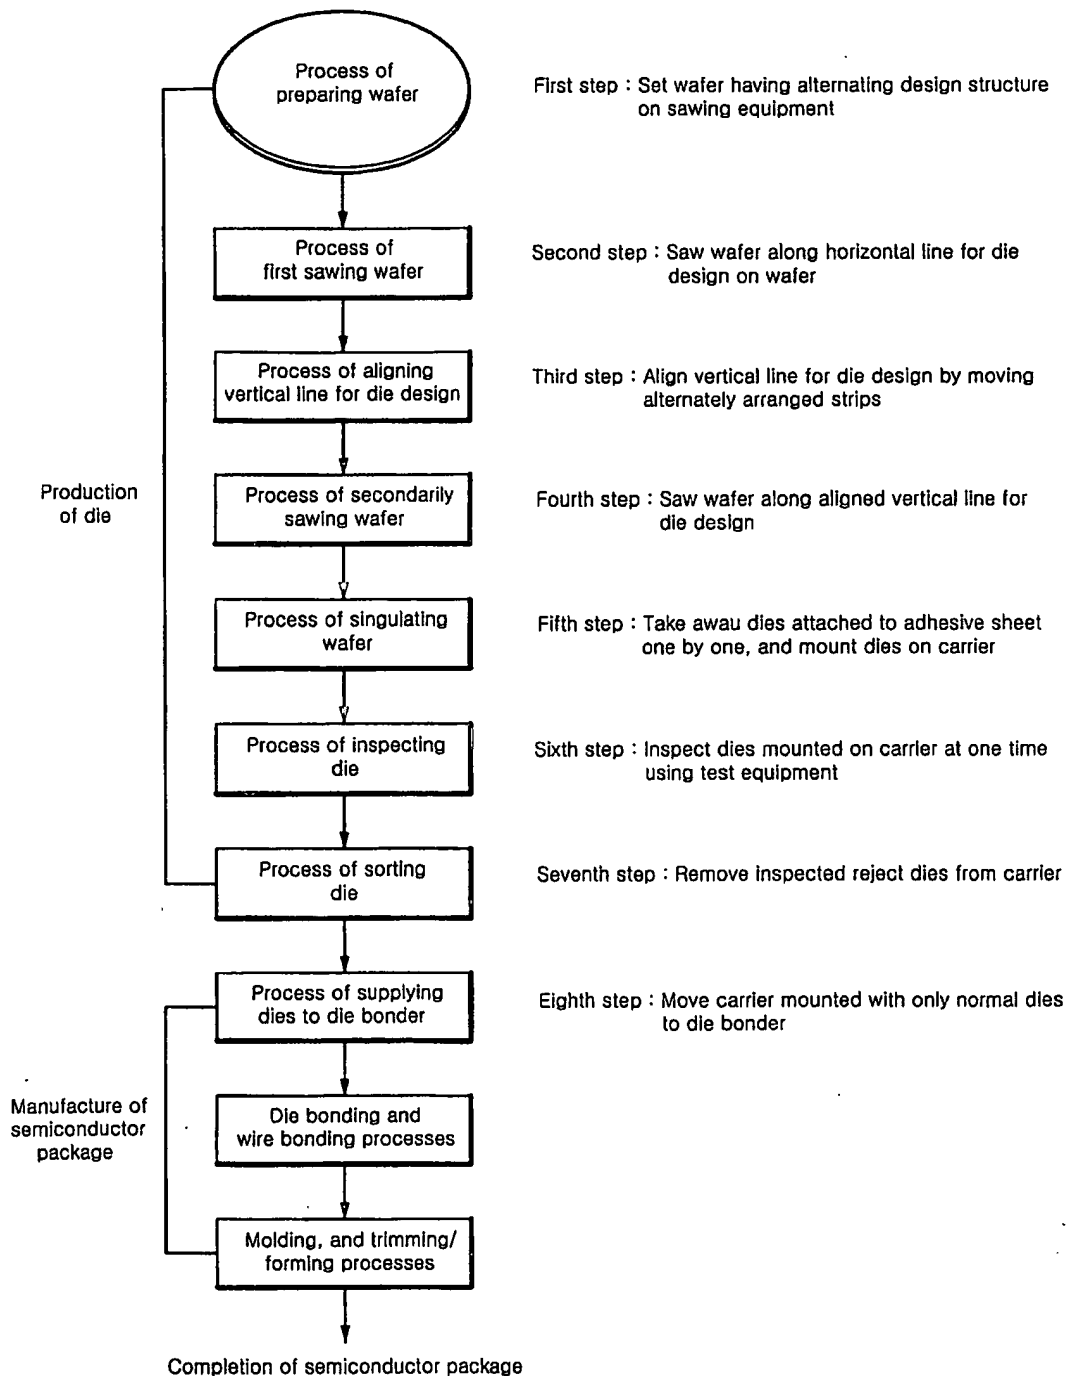 Process of
preparing wafer
First step : Set wafer having alternating design structure
on sawing equipment
Process of
first sawing wafer
Second step : Saw wafer along horizontal line for die
design on wafer
Process of aligning
vertical line for die design
Third step : Align vertical line for die design by moving
alternately arranged strips
Production
of die
Process of secondarily
sawing wafer
Fourth step : Saw wafer along aligned vertical line for
die design
Process of singulating
wafer
Fifth step : Take awau dies attached to adhesive sheet
one by one, and mount dies on carrier
Process of inspecting
die
Sixth step : Inspect dies mounted on carrier at one time
using test equipment
Process of sorting
die
Seventh step : Remove inspected reject dies from carrier
Process of supplying
dies to die bonder
Eighth step : Move carrier mounted with only normal dies
to die bonder
Manufacture of
semiconductor
package
Die bonding and
wire bonding processes
Molding, and trimming/
forming processes
Completion of semiconductor package